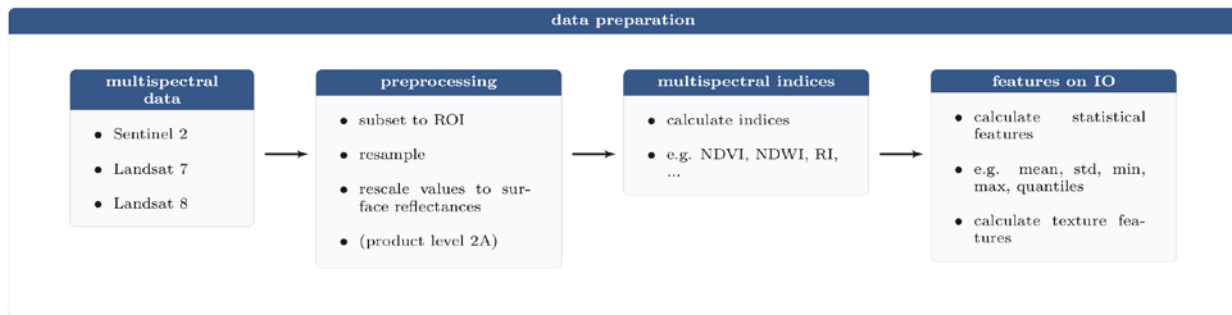 data preparation
multispectral
data
• Sentinel 2
• Landsat 7
• Landsat 8
preprocessing
• subset to ROI
• resample
• rescale values to sur-
face reflectances
• (product level 2A)
multispectral indices
• calculate indices
• e.g. NDVI, NDWI, RI,
...
features on IO
• calculate statistical
features
• e.g. mean, std, min,
max, quantiles
• calculate texture fea-
tures